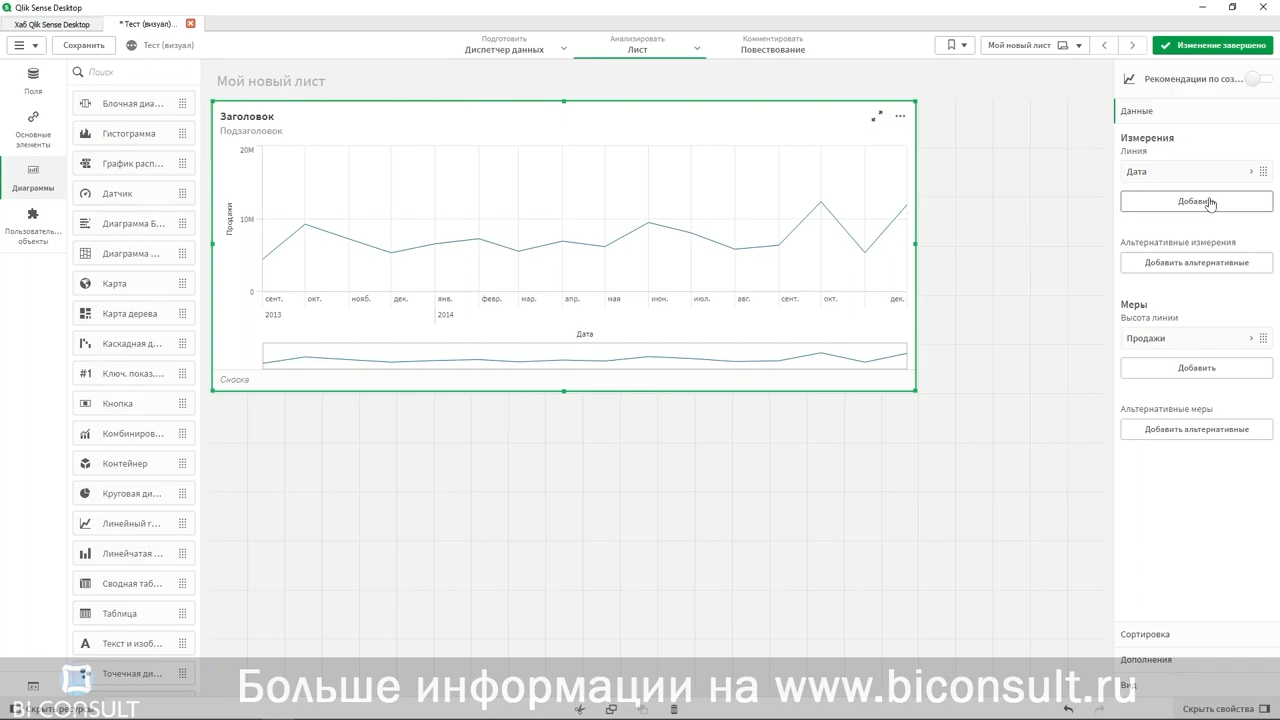 Qlik Sense Desktop
Хаб Qlik Sense Desktop
* Тест (визуал)...
Сохранить
Тест (визуал)
Подготовить
Диспетчер данных
Анализировать
Лист
Комментировать
Повествование
Мой новый лист
Изменение завершено
Поля
Основные
элементы
Диаграммы
Пользователь...
объекты
Поиск
Блочная диа...
Гистограмма
График расп...
Датчик
Диаграмма Б...
Диаграмма ...
Карта
Карта дерева
Каскадная д...
#1 Ключ. показ....
Кнопка
Комбиниров...
Контейнер
Круговая ди...
Линейный г...
Линейчатая ...
Сводная таб...
Таблица
A Текст и изоб...
Точечная ди...
Мой новый лист
Заголовок
Подзаголовок
Продажи
20M
10M
0
сент. окт. нояб. дек. янв. февр. мар. апр. мая июн. июл. авг. сент. окт. дек.
2013 2014
Дата
Сноска
Рекомендации по соз...
Данные
Измерения
Линия
Дата
Добавить
Альтернативные измерения
Добавить альтернативные
Меры
Высота линии
Продажи
Добавить
Альтернативные меры
Добавить альтернативные
Сортировка
Дополнения
Вид
Скрыть свойства
Больше информации на www.biconsult.ru
BI CONSULT